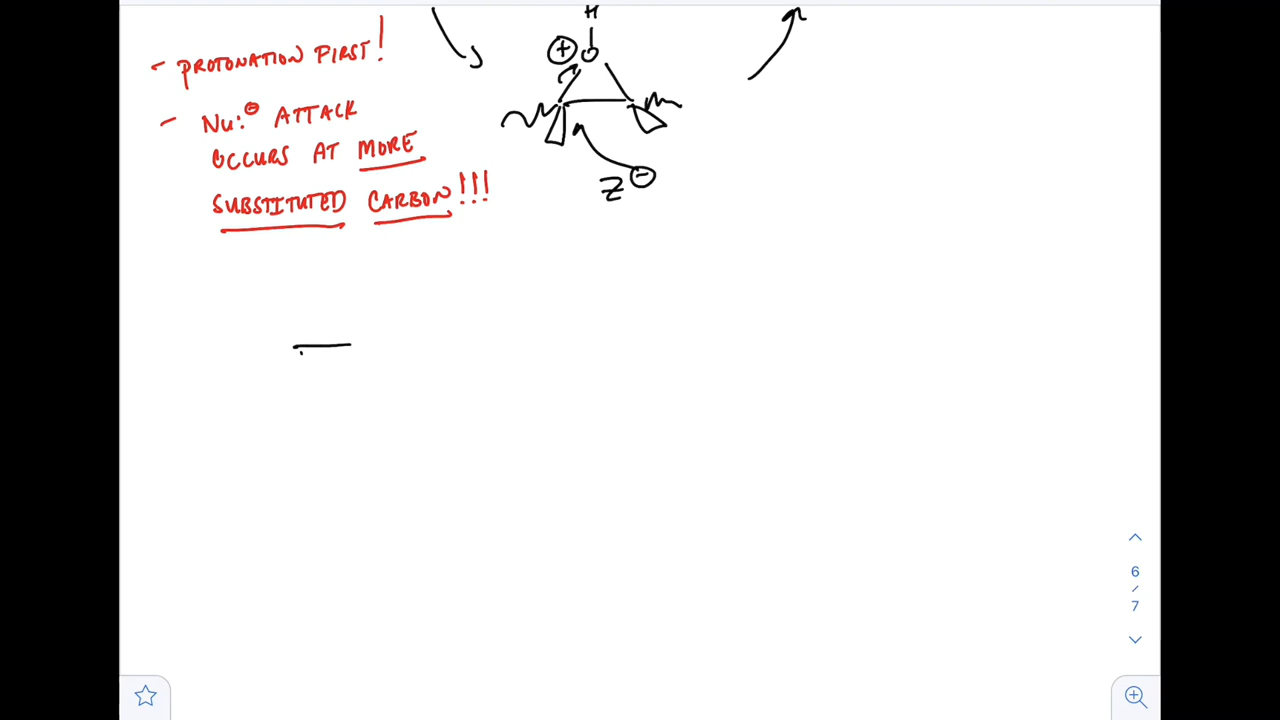 H
⊕ O
- PROTONATION FIRST!
- Nu:⊖ ATTACK
OCCURS AT MORE
SUBSTITUTED CARBON!!!
Z⊖
6
/
7